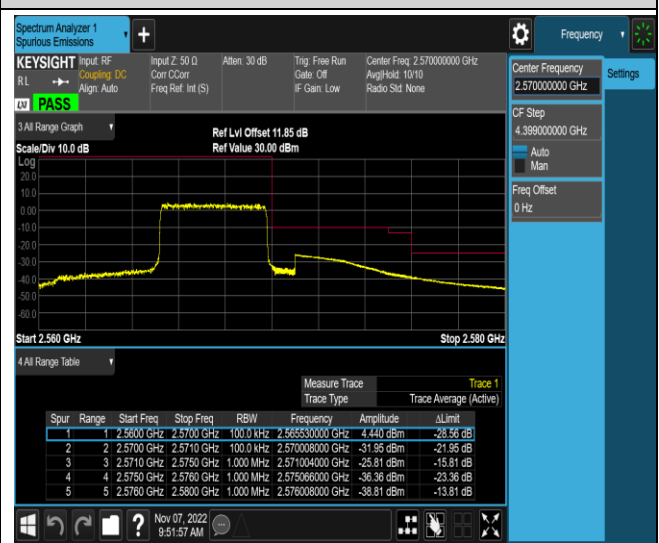 Spectrum Analyzer 1
Spurious Emissions
Frequency
KEYSIGHT Input: RF Input Z: 50 Ω Atten: 30 dB Trig: Free Run Center Freq: 2.570000000 GHz
RL Coupling: DC Corr CCorr Gate: Off Avg|Hold: 10/10
Align: Auto Freq Ref: Int (S) IF Gain: Low Radio Std: None
LXI PASS
Center Frequency
2.570000000 GHz
Settings
CF Step
4.399000000 GHz
Auto
Man
Freq Offset
0 Hz
3 All Range Graph
Ref Lvl Offset 11.85 dB
Scale/Div 10.0 dB Ref Value 30.00 dBm
Log
20.0
10.0
0.00
-10.0
-20.0
-30.0
-40.0
-50.0
-60.0
Start 2.560 GHz Stop 2.580 GHz
4 All Range Table
Measure Trace Trace 1
Trace Type Trace Average (Active)
Spur Range Start Freq Stop Freq RBW Frequency Amplitude ΔLimit
1 1 2.5600 GHz 2.5700 GHz 100.0 kHz 2.565530000 GHz 4.440 dBm -28.56 dB
2 2 2.5700 GHz 2.5710 GHz 100.0 kHz 2.570008000 GHz -31.95 dBm -21.95 dB
3 3 2.5710 GHz 2.5750 GHz 1.000 MHz 2.571004000 GHz -25.81 dBm -15.81 dB
4 4 2.5750 GHz 2.5760 GHz 1.000 MHz 2.575066000 GHz -36.36 dBm -23.36 dB
5 5 2.5760 GHz 2.5800 GHz 1.000 MHz 2.576008000 GHz -38.81 dBm -13.81 dB
Nov 07, 2022
9:51:57 AM